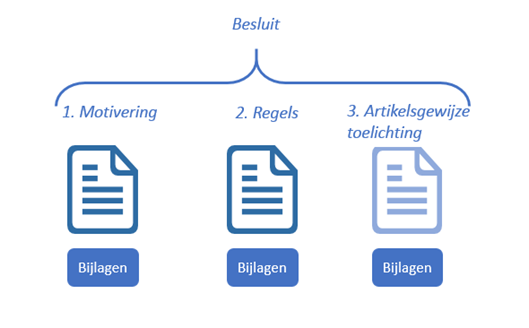 Besluit
1. Motivering
2. Regels
3. Artikelsgewijze
toelichting
Bijlagen
Bijlagen
Bijlagen